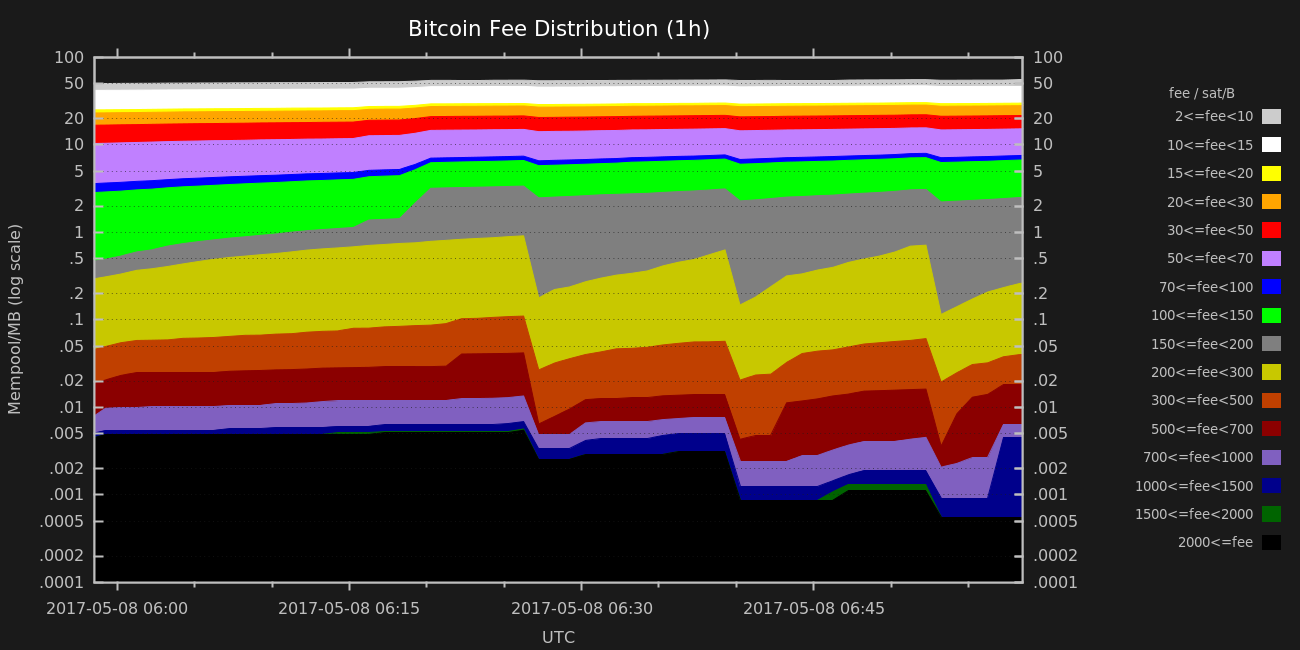 Bitcoin Fee Distribution (1h)
100
50
20
10
5
2
1
.5
.2
.1
.05
.02
.01
.005
.002
.001
.0005
.0002
.0001
Mempool/MB (log scale)
100
50
20
10
5
2
1
.5
.2
.1
.05
.02
.01
.005
.002
.001
.0005
.0002
.0001
2017-05-08 06:00
2017-05-08 06:15
2017-05-08 06:30
2017-05-08 06:45
UTC
fee / sat/B
2<=fee<10
10<=fee<15
15<=fee<20
20<=fee<30
30<=fee<50
50<=fee<70
70<=fee<100
100<=fee<150
150<=fee<200
200<=fee<300
300<=fee<500
500<=fee<700
700<=fee<1000
1000<=fee<1500
1500<=fee<2000
2000<=fee